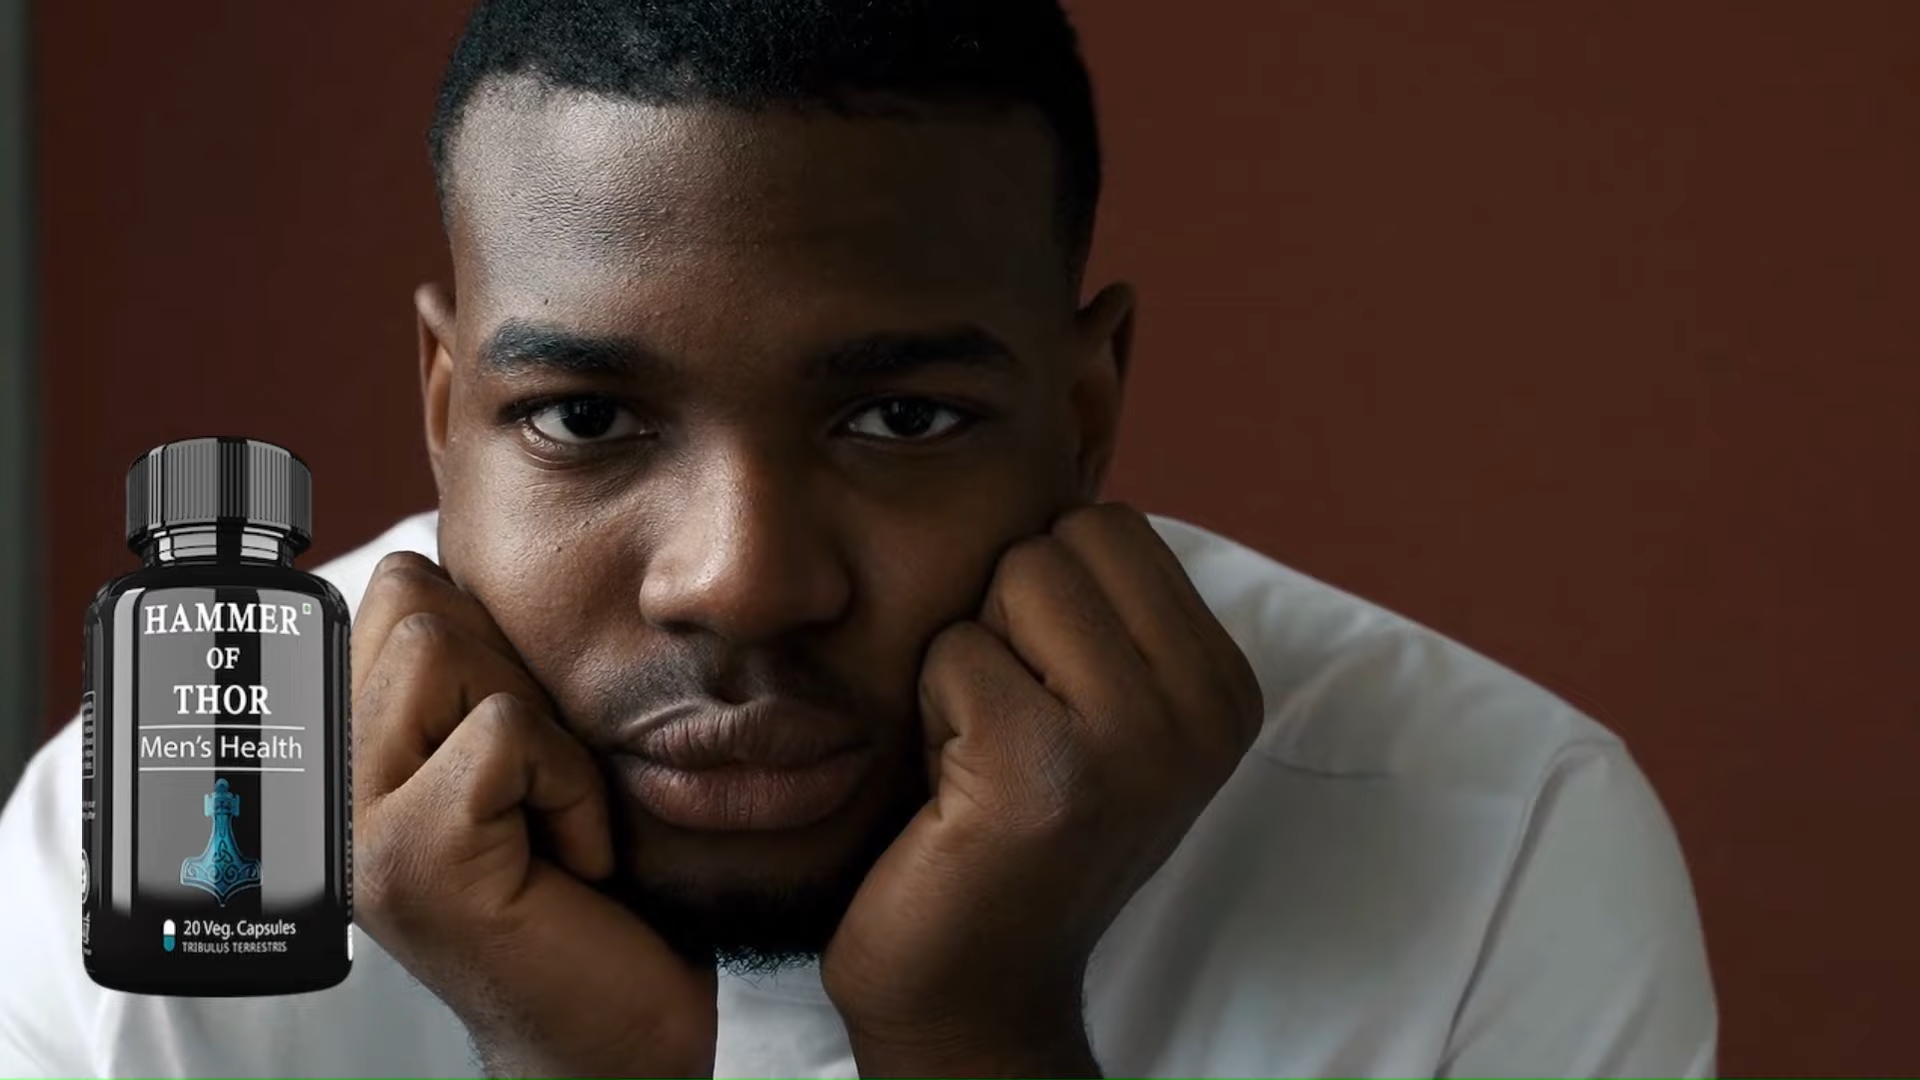 HAMMER
OF
THOR
Men's Health
20 Veg. Capsules
TRIBULUS TERRESTRIS